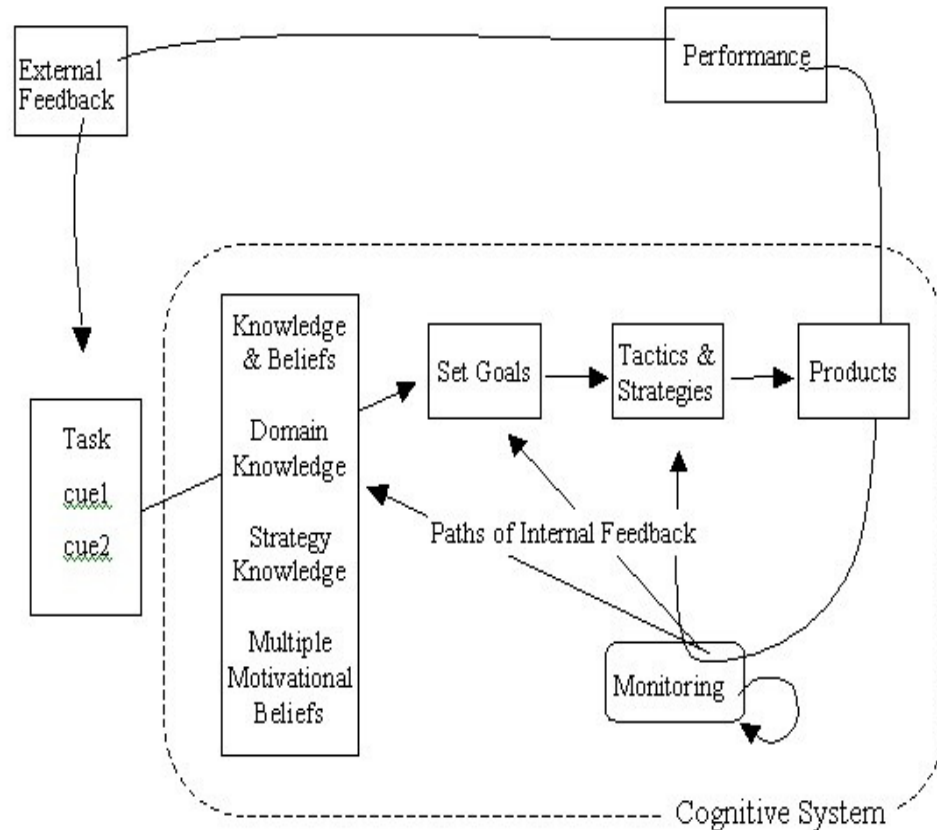 External
Feedback
Performance
Knowledge
& Beliefs
Domain
Knowledge
Strategy
Knowledge
Multiple
Motivational
Beliefs
Set Goals
Tactics &
Strategies
Products
Task
cue1
cue2
Paths of Internal Feedback
Monitoring
Cognitive System